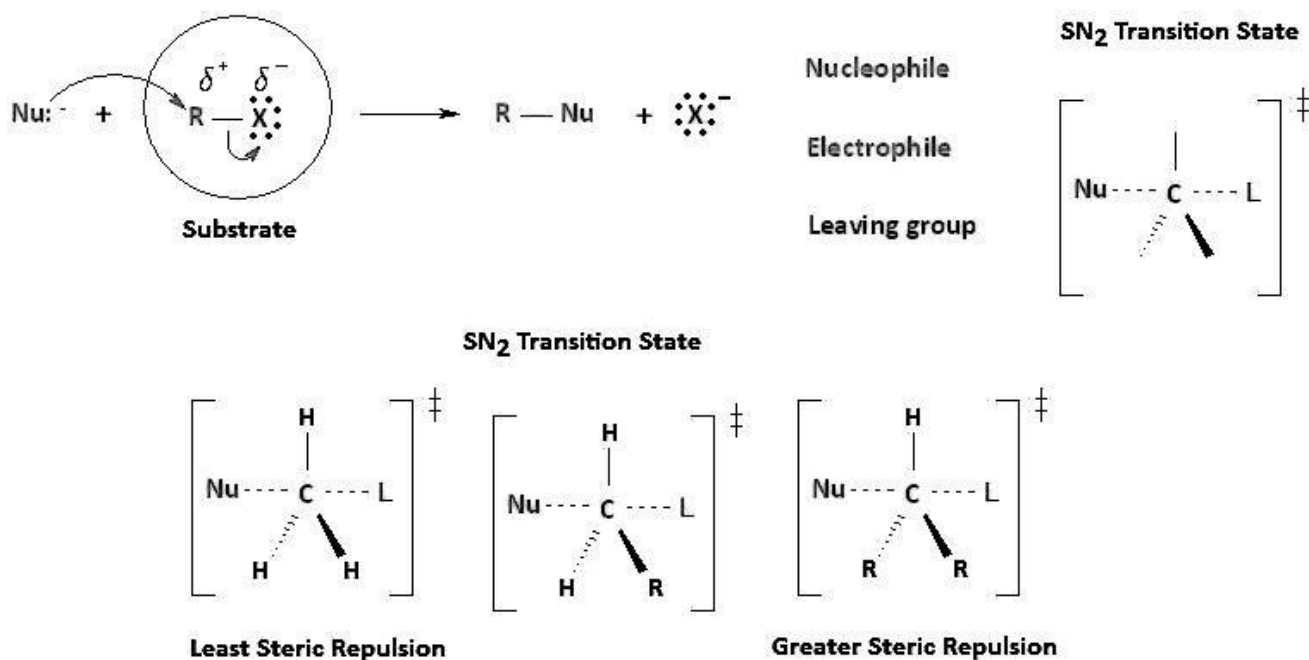 SN2 Transition State
δ+ δ−
Nu:- + R — X → R — Nu + X−
Substrate
Nucleophile
Electrophile
Leaving group
‡
Nu ---- C ---- L
SN2 Transition State
‡
H
Nu ---- C ---- L
H H
Least Steric Repulsion
‡
H
Nu ---- C ---- L
H R
‡
H
Nu ---- C ---- L
R R
Greater Steric Repulsion